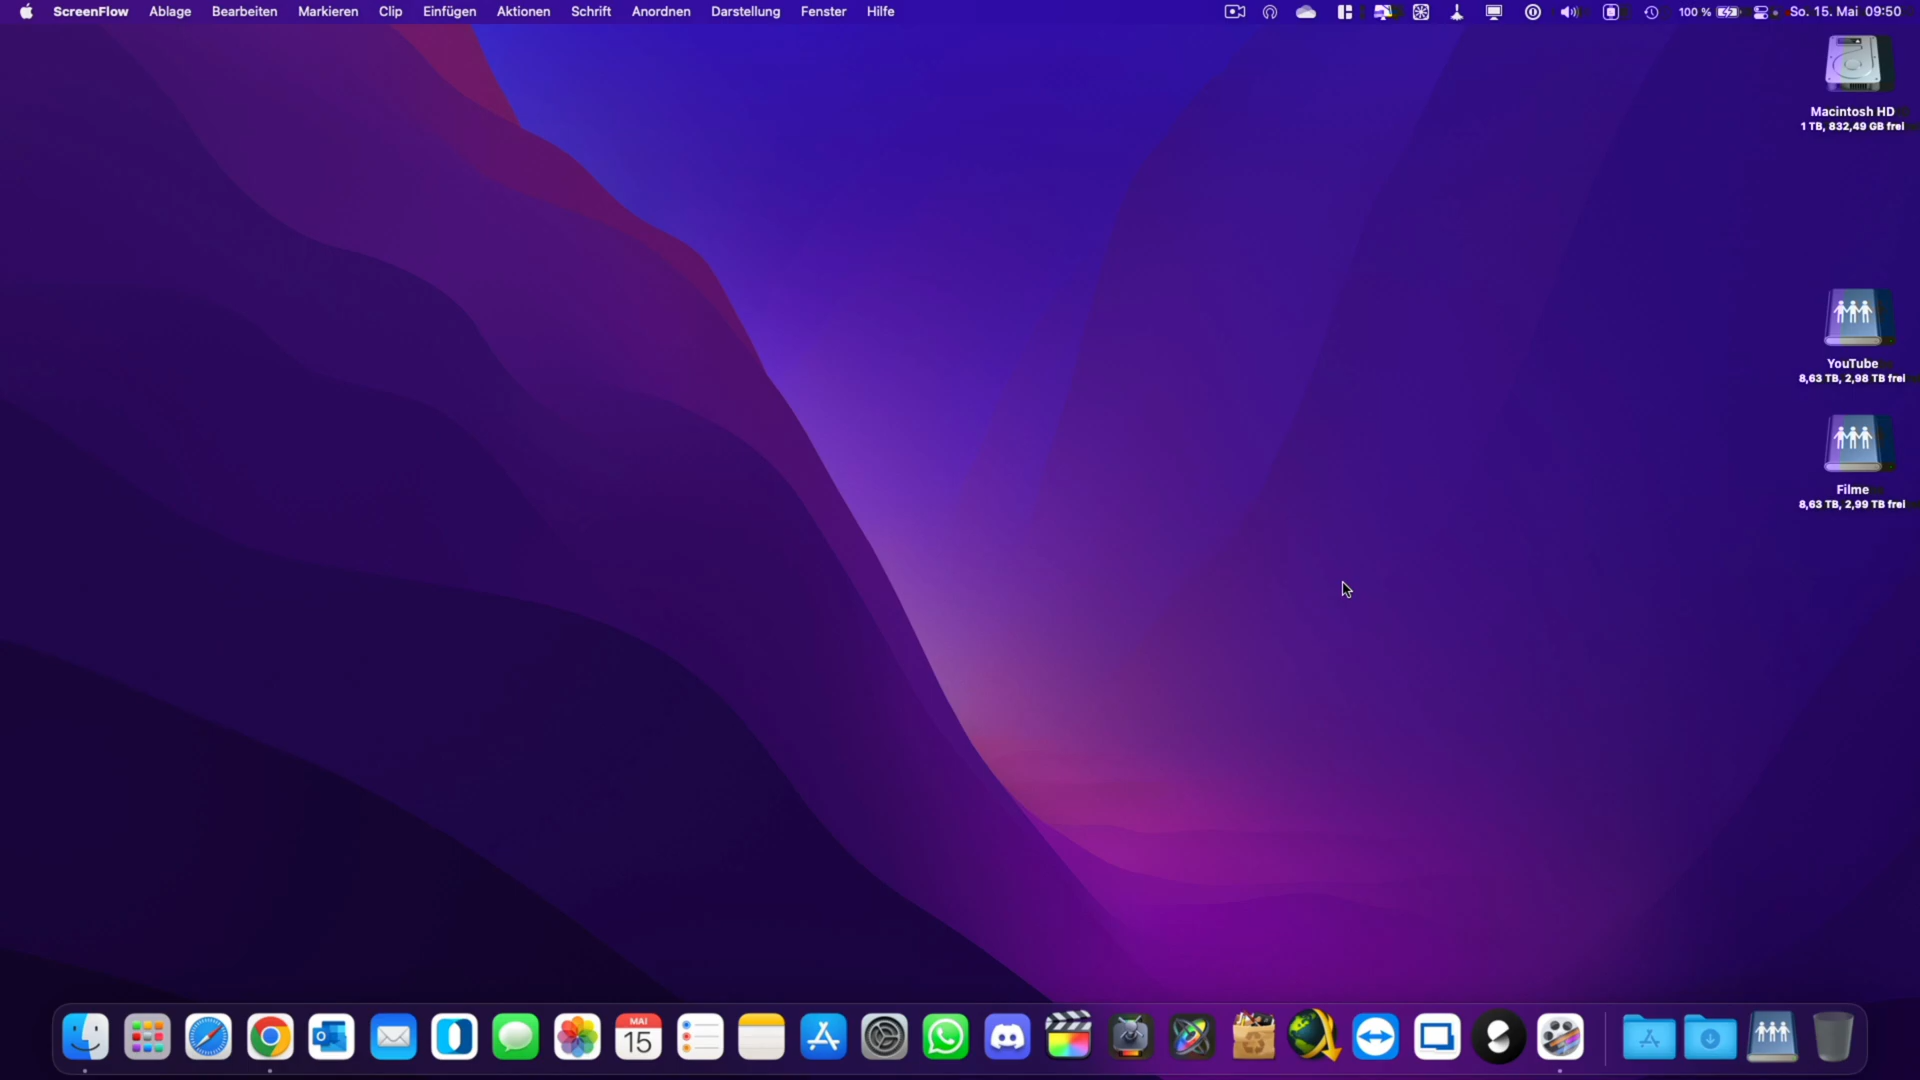 ScreenFlow Ablage Bearbeiten Markieren Clip Einfügen Aktionen Schrift Anordnen Darstellung Fenster Hilfe 100 % So. 15. Mai 09:50
Macintosh HD
1 TB, 832,49 GB frei
YouTube
8,63 TB, 2,98 TB frei
Filme
8,63 TB, 2,99 TB frei
MAI
15